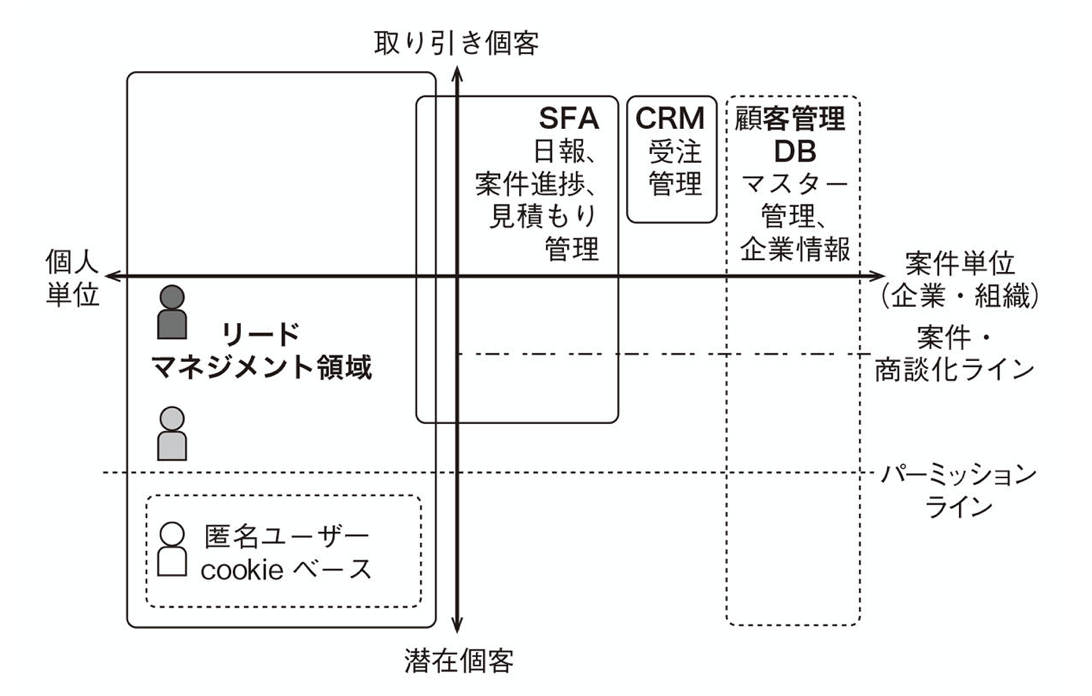 取り引き個客
SFA
日報、
案件進捗、
見積もり
管理
CRM
受注
管理
顧客管理
DB
マスター
管理、
企業情報
個人
単位
案件単位
(企業・組織)
リード
マネジメント領域
案件・
商談化ライン
パーミッション
ライン
匿名ユーザー
cookie ベース
潜在個客